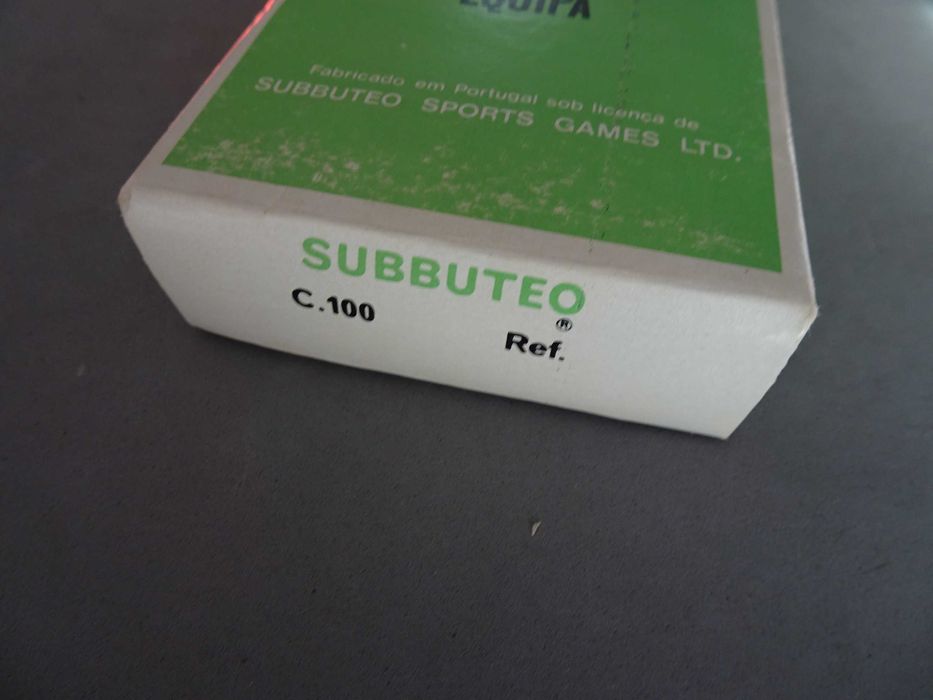 EQUIPA
Fabricado em Portugal sob licença de
SUBBUTEO SPORTS GAMES LTD.
SUBBUTEO ®
C.100 Ref.